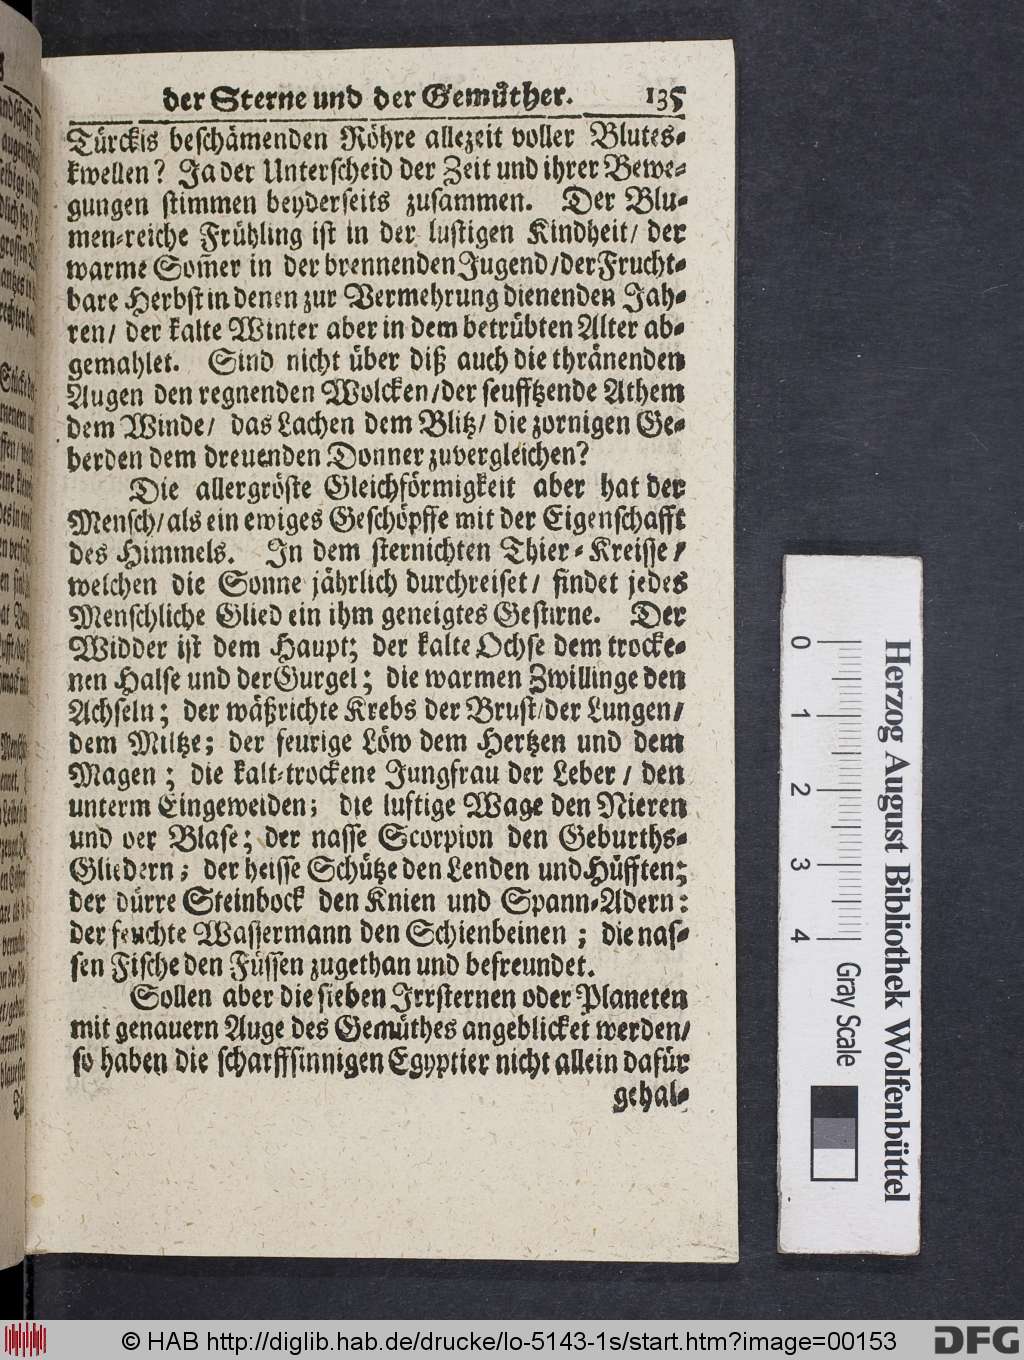 der Sterne und der Gemuͤther. 135
Türckis beschämenden Röhre allezeit voller Blutes⸗
kwellen? Ja der Unterscheid der Zeit und ihrer Bewe⸗
gungen stimmen beyderseits zusammen. Der Blu⸗
men⸗reiche Frühling ist in der lustigen Kindheit/ der
warme Som̃er in der brennenden Jugend/der Frucht⸗
bare Herbst in denen zur Vermehrung dienenden Jah⸗
ren/ der kalte Winter aber in dem betrübten Alter ab⸗
gemahlet. Sind nicht über diß auch die thränenden
Augen den regnenden Wolcken/der seufftzende Athem
dem Winde/ das Lachen dem Blitz/ die zornigen Ge⸗
berden dem dreuenden Donner zuvergleichen?
Die allergröste Gleichförmigkeit aber hat der
Mensch/als ein ewiges Geschöpffe mit der Eigenschafft
des Himmels. In dem sternichten Thier⸗Kreisse/
welchen die Sonne jährlich durchreiset/ findet jedes
Menschliche Glied ein ihm geneigtes Gestirne. Der
Widder ist dem Haupt; der kalte Ochse dem trocke⸗
nen Halse und der Gurgel; die warmen Zwillinge den
Achseln; der wäßrichte Krebs der Brust/der Lungen/
dem Miltze; der feurige Löw dem Hertzen und dem
Magen; die kalt⸗trockene Jungfrau der Leber/ den
unterm Eingeweiden; die luftige Wage den Nieren
und der Blase; der nasse Scorpion den Geburths⸗
Gliedern; der heisse Schütze den Lenden und Hüfften;
der dürre Steinbock den Knien und Spann⸗Adern:
der feuchte Wassermann den Schienbeinen; die nas⸗
sen Fische den Füssen zugethan und befreundet.
Sollen aber die sieben Irrsternen oder Planeten
mit genauern Auge des Gemüthes angeblicket werden/
so haben die scharffsinnigen Egyptier nicht allein dafür
gehal⸗
0 1 2 3 4
Gray Scale
Herzog August Bibliothek Wolfenbüttel
© HAB http://diglib.hab.de/drucke/lo-5143-1s/start.htm?image=00153
DFG